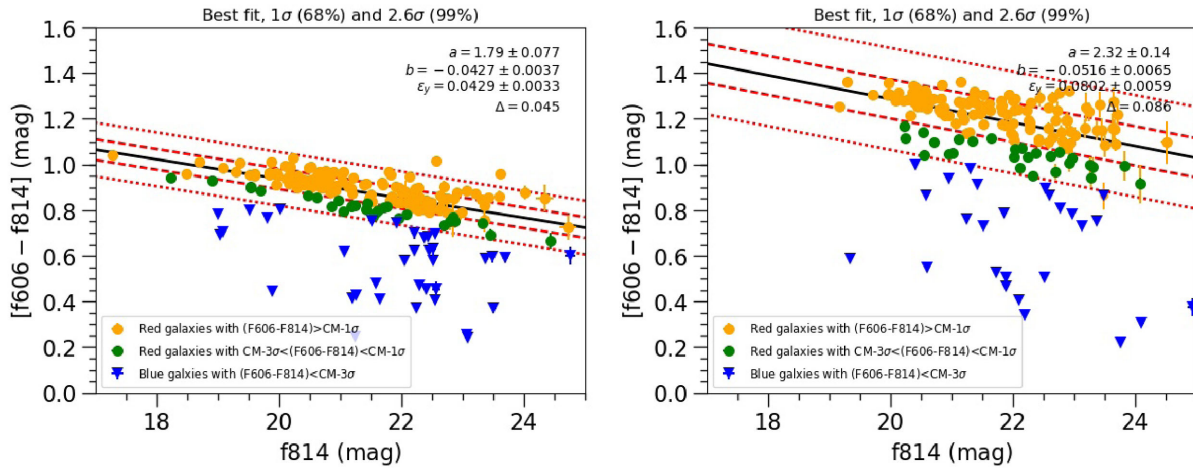 Best fit, 1σ (68%) and 2.6σ (99%)
1.6
1.4
1.2
1.0
0.8
0.6
0.4
0.2
0.0
[f606 − f814] (mag)
a = 1.79 ± 0.077
b = −0.0427 ± 0.0037
εy = 0.0429 ± 0.0033
Δ = 0.045
Red galaxies with (F606-F814)>CM-1σ
Red galaxies with CM-3σ<(F606-F814)<CM-1σ
Blue galxies with (F606-F814)<CM-3σ
18 20 22 24
f814 (mag)
Best fit, 1σ (68%) and 2.6σ (99%)
1.6
1.4
1.2
1.0
0.8
0.6
0.4
0.2
0.0
[f606 − f814] (mag)
a = 2.32 ± 0.14
b = −0.0516 ± 0.0065
εy = 0.0802 ± 0.0059
Δ = 0.086
Red galaxies with (F606-F814)>CM-1σ
Red galaxies with CM-3σ<(F606-F814)<CM-1σ
Blue galxies with (F606-F814)<CM-3σ
18 20 22 24
f814 (mag)